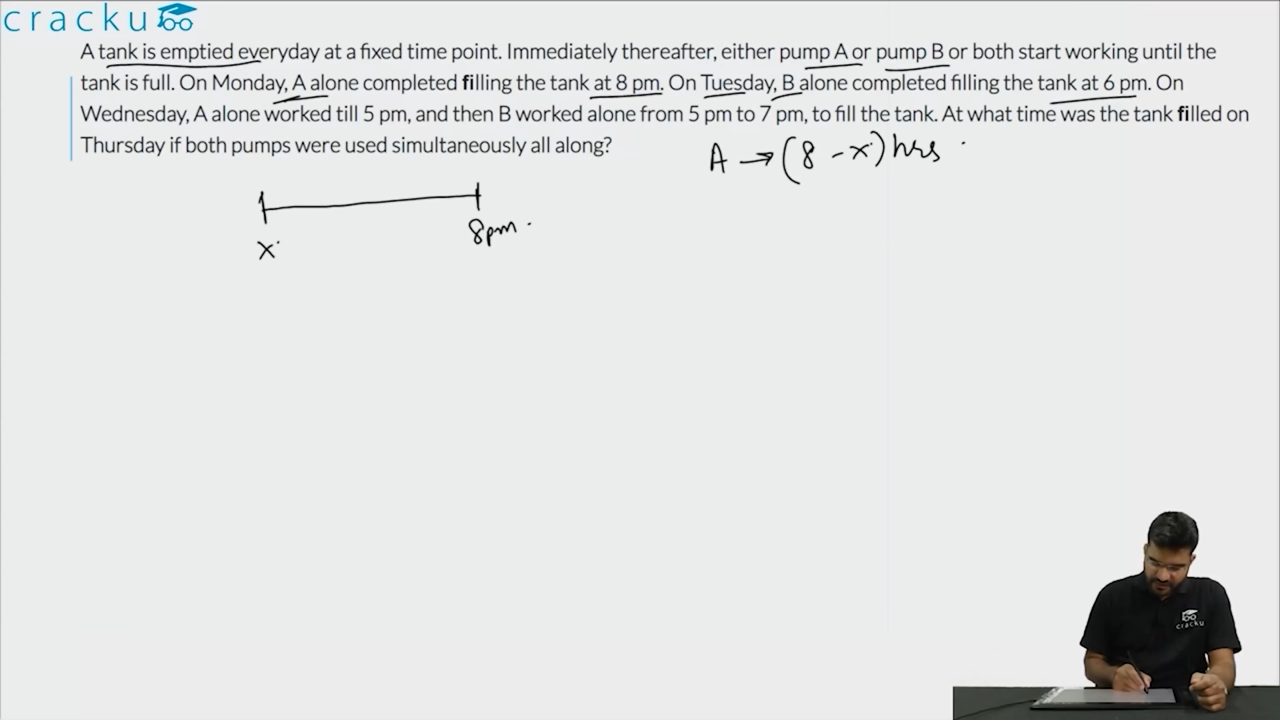 cracku
A tank is emptied everyday at a fixed time point. Immediately thereafter, either pump A or pump B or both start working until the
tank is full. On Monday, A alone completed filling the tank at 8 pm. On Tuesday, B alone completed filling the tank at 6 pm. On
Wednesday, A alone worked till 5 pm, and then B worked alone from 5 pm to 7 pm, to fill the tank. At what time was the tank filled on
Thursday if both pumps were used simultaneously all along?
A → (8 - x) hrs.
x
8pm.
cracku